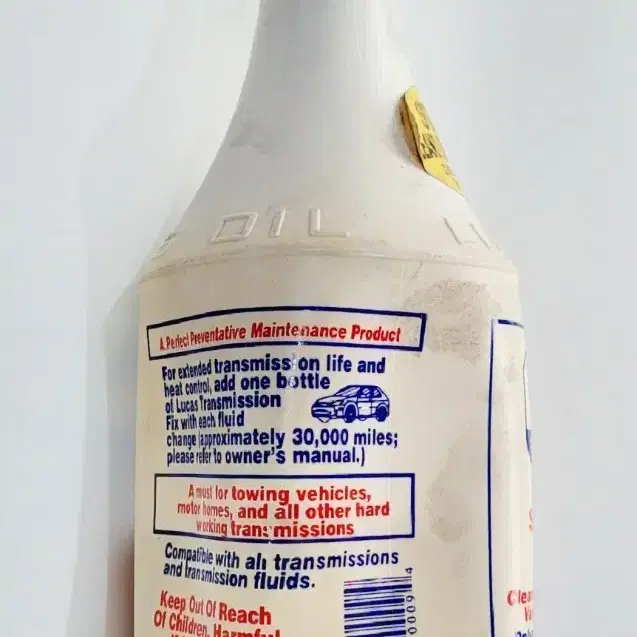 OIL
A Perfect Preventative Maintenance Product
For extended transmission life and
heat control, add one bottle
of Lucas Transmission
Fix with each fluid
change (approximately 30,000 miles;
please refer to owner's manual.)
A must for towing vehicles,
motor homes, and all other hard
working transmissions
Compatible with all transmissions
and transmission fluids.
Keep Out Of Reach
Of Children. Harmful